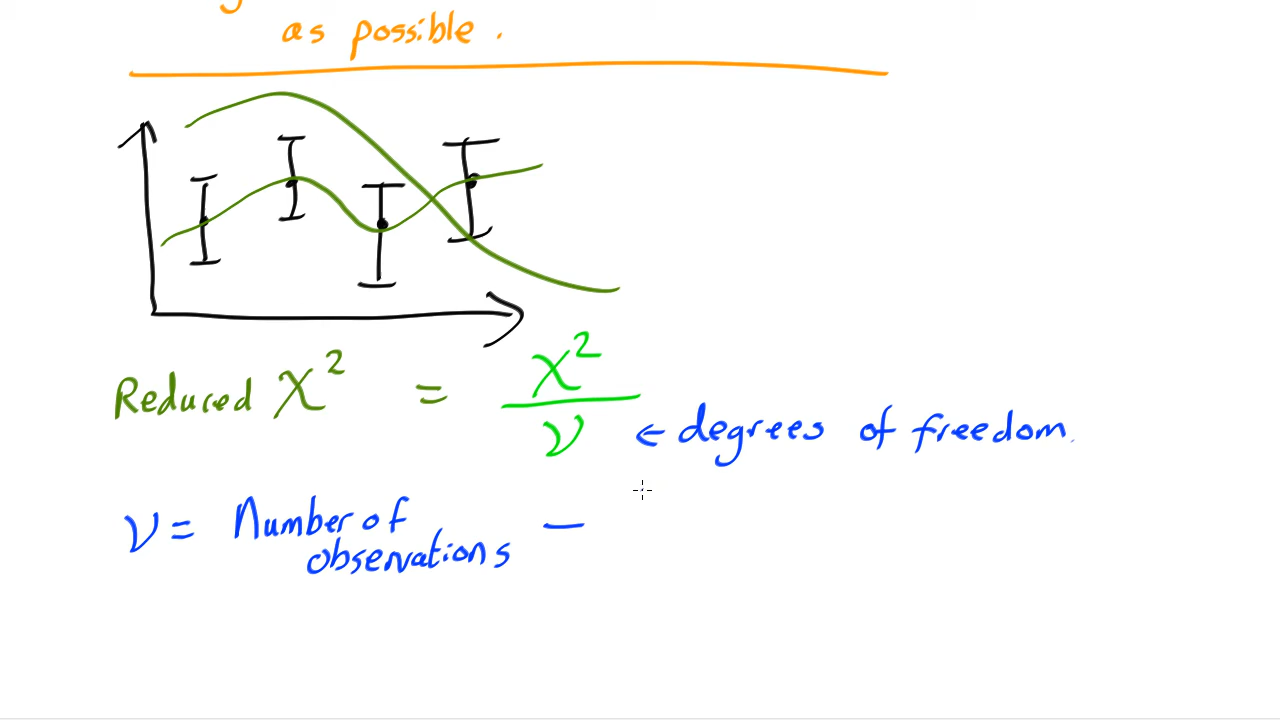 as possible.
Reduced χ² = χ² / ν ← degrees of freedom.
ν = Number of observations −